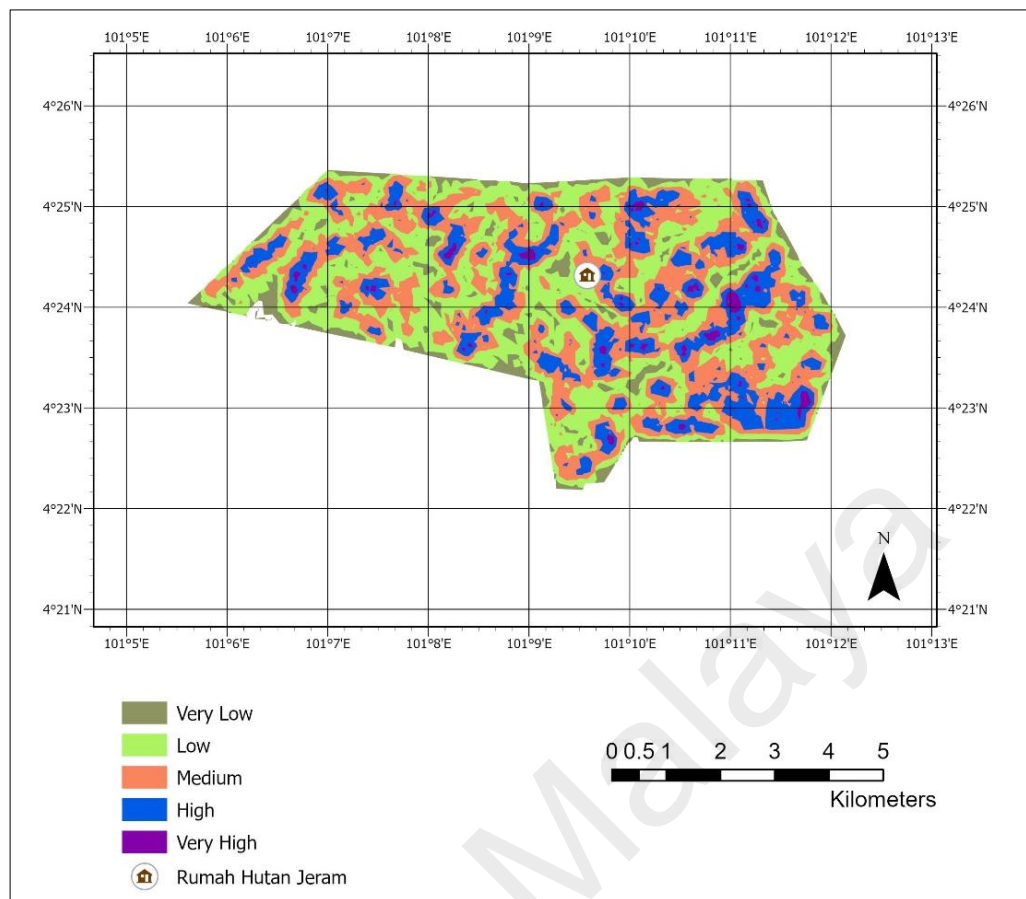 101°5'E 101°6'E 101°7'E 101°8'E 101°9'E 101°10'E 101°11'E 101°12'E 101°13'E
4°26'N 4°26'N
4°25'N 4°25'N
4°24'N 4°24'N
4°23'N 4°23'N
4°22'N 4°22'N
N
4°21'N 4°21'N
101°5'E 101°6'E 101°7'E 101°8'E 101°9'E 101°10'E 101°11'E 101°12'E 101°13'E
Very Low
Low
Medium
High
Very High
Rumah Hutan Jeram
0 0.5 1 2 3 4 5
Kilometers
Malaya